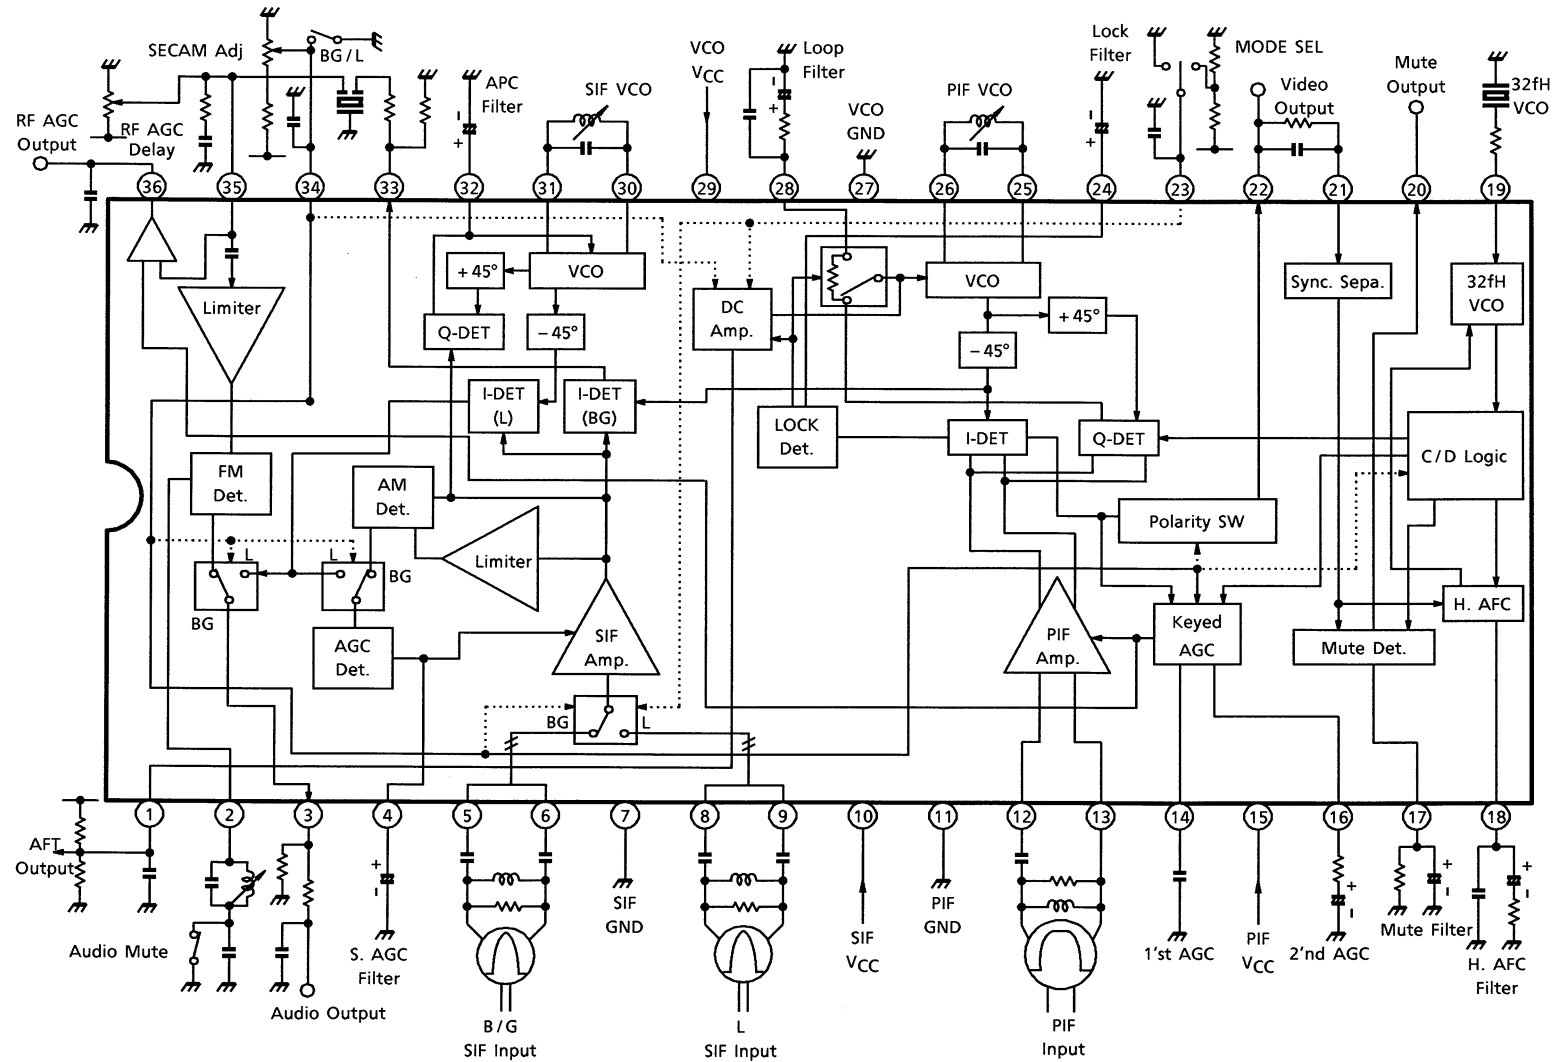 SECAM Adj
BG/L
APC
Filter
SIF VCO
VCO
VCC
Loop
Filter
VCO
GND
PIF VCO
Lock
Filter
MODE SEL
Video
Output
Mute
Output
32fH
VCO
RF AGC
Output
RF AGC
Delay
- +
- +
- +
36 35 34 33 32 31 30 29 28 27 26 25 24 23 22 21 20 19
Limiter
+45°
VCO
Q-DET
-45°
I-DET
(L)
I-DET
(BG)
DC
Amp.
VCO
+45°
-45°
Sync. Sepa.
32fH
VCO
LOCK
Det.
I-DET
Q-DET
C/D Logic
FM
Det.
AM
Det.
Limiter
Polarity SW
L
BG
L
BG
AGC
Det.
SIF
Amp.
PIF
Amp.
Keyed
AGC
H. AFC
Mute Det.
BG
L
1 2 3 4 5 6 7 8 9 10 11 12 13 14 15 16 17 18
AFT
Output
Audio Mute
Audio Output
+ -
S. AGC
Filter
B/G
SIF Input
SIF
GND
L
SIF Input
SIF
VCC
PIF
GND
PIF
Input
1'st AGC
PIF
VCC
+ -
2'nd AGC
+ -
Mute Filter
+ -
H. AFC
Filter